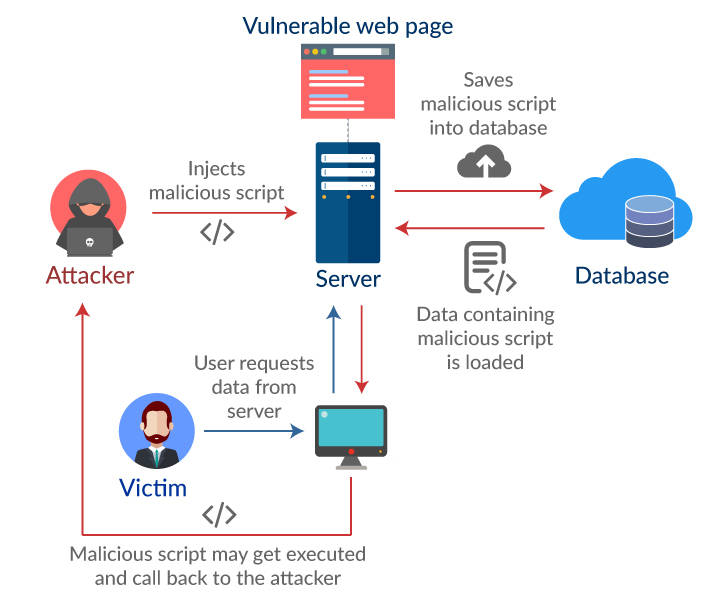 Vulnerable web page
Saves
malicious script
into database
Injects
malicious script
</>
Attacker
Server
Database
</>
Data containing
malicious script
is loaded
User requests
data from
server
Victim
</>
Malicious script may get executed
and call back to the attacker